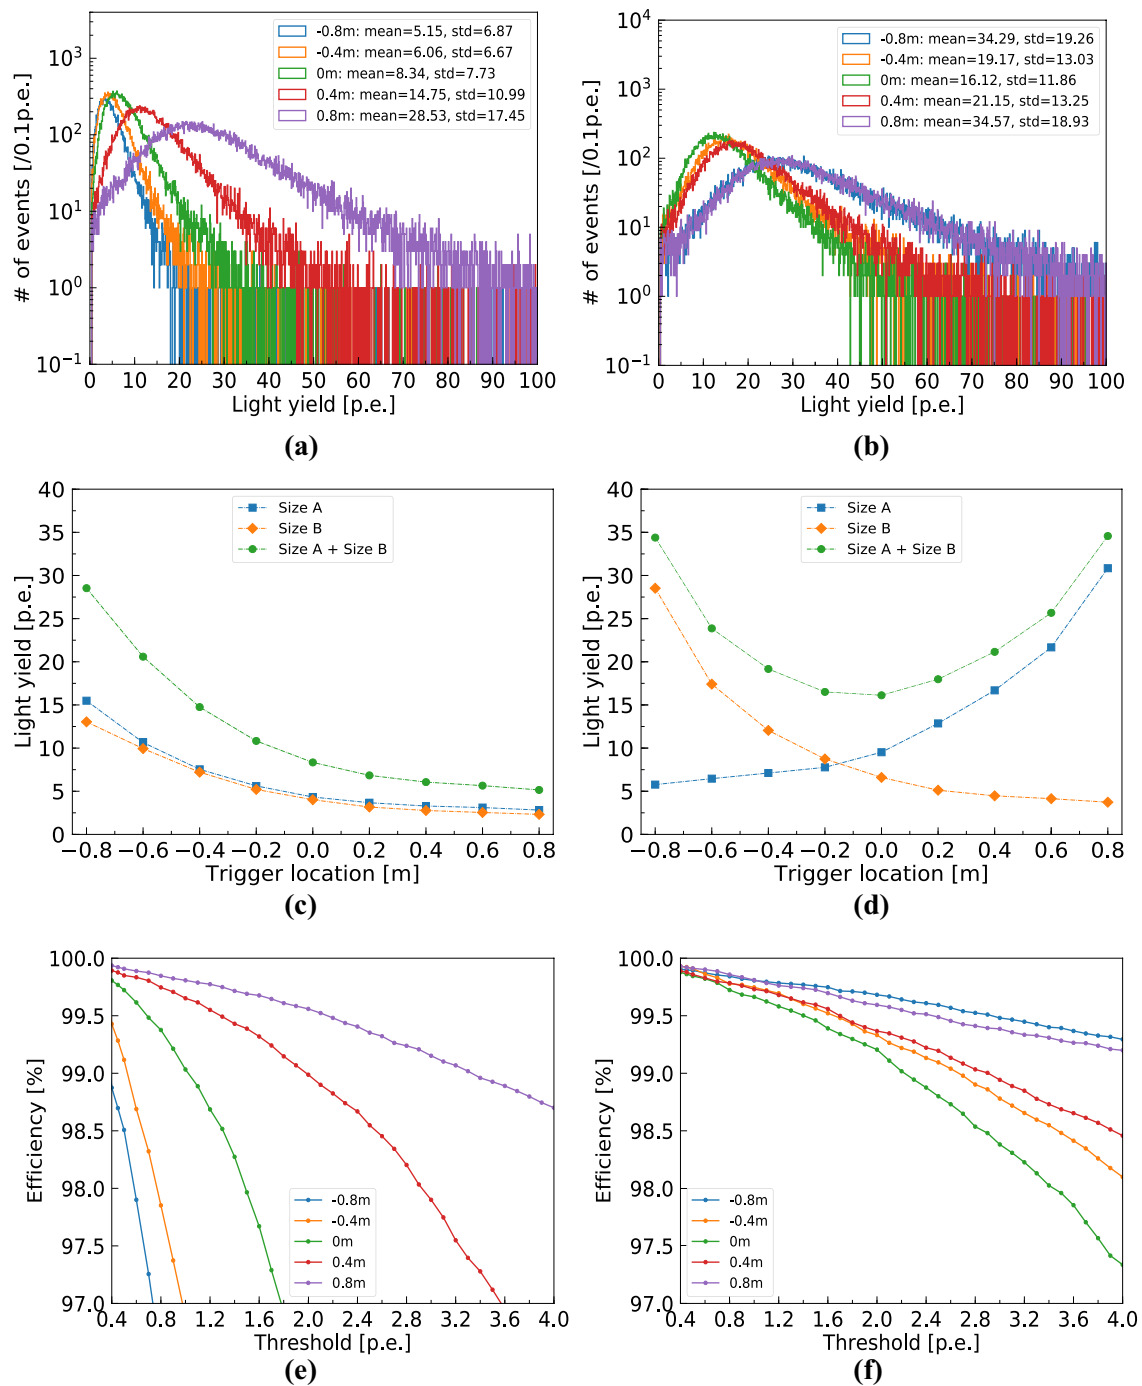 -0.8m: mean=5.15, std=6.87
-0.4m: mean=6.06, std=6.67
0m: mean=8.34, std=7.73
0.4m: mean=14.75, std=10.99
0.8m: mean=28.53, std=17.45
# of events [/0.1p.e.]
10³
10²
10¹
10⁰
10⁻¹
0 10 20 30 40 50 60 70 80 90 100
Light yield [p.e.]
(a)
-0.8m: mean=34.29, std=19.26
-0.4m: mean=19.17, std=13.03
0m: mean=16.12, std=11.86
0.4m: mean=21.15, std=13.25
0.8m: mean=34.57, std=18.93
# of events [/0.1p.e.]
10⁴
10³
10²
10¹
10⁰
10⁻¹
0 10 20 30 40 50 60 70 80 90 100
Light yield [p.e.]
(b)
Size A
Size B
Size A + Size B
Light yield [p.e.]
40
35
30
25
20
15
10
5
0
−0.8 −0.6 −0.4 −0.2 0.0 0.2 0.4 0.6 0.8
Trigger location [m]
(c)
Size A
Size B
Size A + Size B
Light yield [p.e.]
40
35
30
25
20
15
10
5
0
−0.8 −0.6 −0.4 −0.2 0.0 0.2 0.4 0.6 0.8
Trigger location [m]
(d)
Efficiency [%]
100.0
99.5
99.0
98.5
98.0
97.5
97.0
-0.8m
-0.4m
0m
0.4m
0.8m
0.4 0.8 1.2 1.6 2.0 2.4 2.8 3.2 3.6 4.0
Threshold [p.e.]
(e)
Efficiency [%]
100.0
99.5
99.0
98.5
98.0
97.5
97.0
-0.8m
-0.4m
0m
0.4m
0.8m
0.4 0.8 1.2 1.6 2.0 2.4 2.8 3.2 3.6 4.0
Threshold [p.e.]
(f)